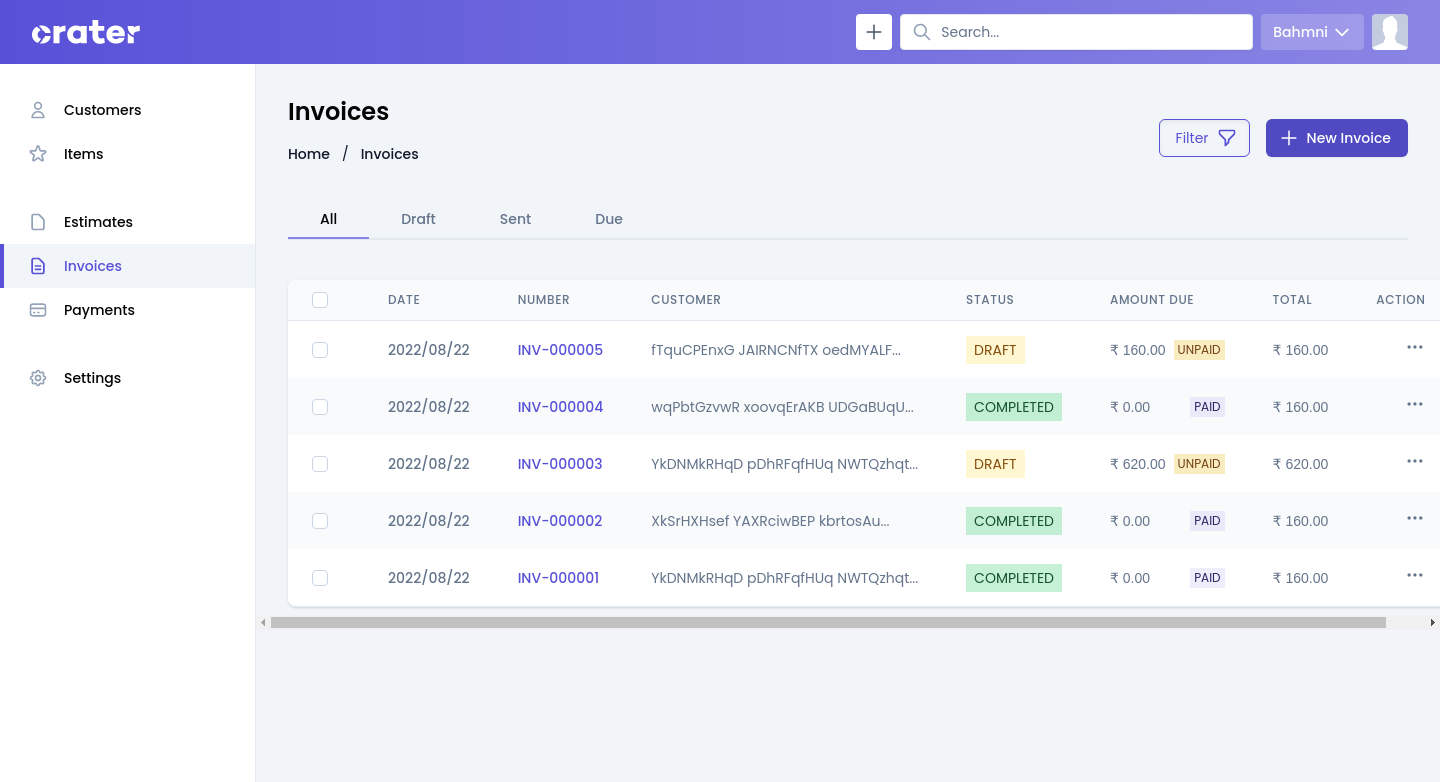 crater
Search...
Bahmni
Customers
Items
Estimates
Invoices
Payments
Settings
Invoices
Home / Invoices
Filter
New Invoice
All Draft Sent Due
DATE NUMBER CUSTOMER STATUS AMOUNT DUE TOTAL ACTION
2022/08/22 INV-000005 fTquCPEnxG JAIRNCNfTX oedMYALF... DRAFT ₹ 160.00 UNPAID ₹ 160.00
2022/08/22 INV-000004 wqPbtGzvwR xoovqErAKB UDGaBUqU... COMPLETED ₹ 0.00 PAID ₹ 160.00
2022/08/22 INV-000003 YkDNMkRHqD pDhRFqfHUq NWTQzhqt... DRAFT ₹ 620.00 UNPAID ₹ 620.00
2022/08/22 INV-000002 XkSrHXHsef YAXRciwBEP kbrtosAu... COMPLETED ₹ 0.00 PAID ₹ 160.00
2022/08/22 INV-000001 YkDNMkRHqD pDhRFqfHUq NWTQzhqt... COMPLETED ₹ 0.00 PAID ₹ 160.00